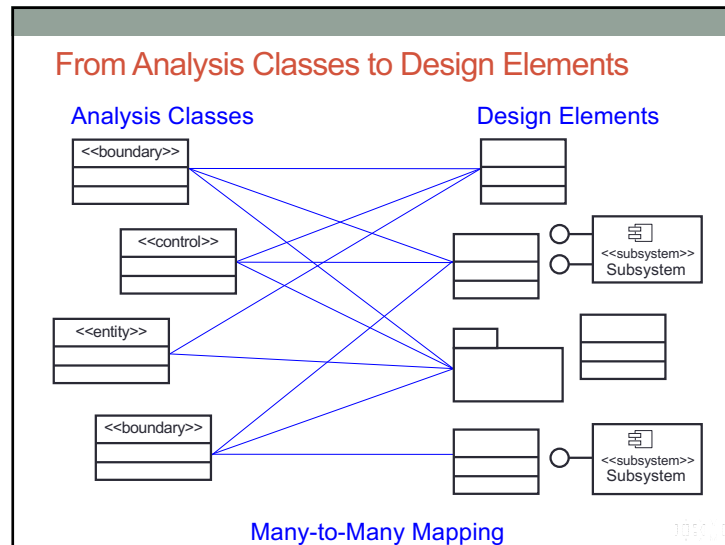 From Analysis Classes to Design Elements
Analysis Classes
Design Elements
<<boundary>>
<<control>>
<<subsystem>>
Subsystem
<<entity>>
<<boundary>>
<<subsystem>>
Subsystem
Many-to-Many Mapping